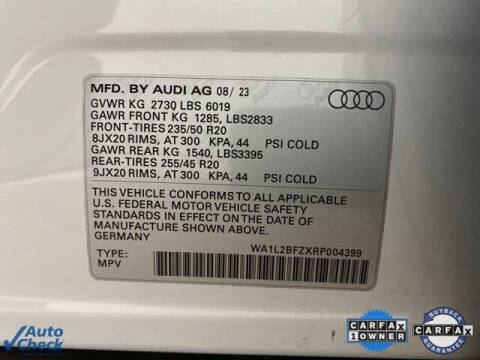 MFD. BY AUDI AG 08/ 23
GVWR KG 2730 LBS 6019
GAWR FRONT KG 1285, LBS2833
FRONT-TIRES 235/50 R20
8JX20 RIMS, AT 300 KPA, 44 PSI COLD
GAWR REAR KG 1540, LBS3395
REAR-TIRES 255/45 R20
9JX20 RIMS, AT 300 KPA, 44 PSI COLD
THIS VEHICLE CONFORMS TO ALL APPLICABLE
U.S. FEDERAL MOTOR VEHICLE SAFETY
STANDARDS IN EFFECT ON THE DATE OF
MANUFACTURE SHOWN ABOVE
GERMANY
WA1L2BFZXRP004399
TYPE:
MPV
Auto
Check
CARFAX
1 OWNER
BUYBACK
CARFAX
GUARANTEE